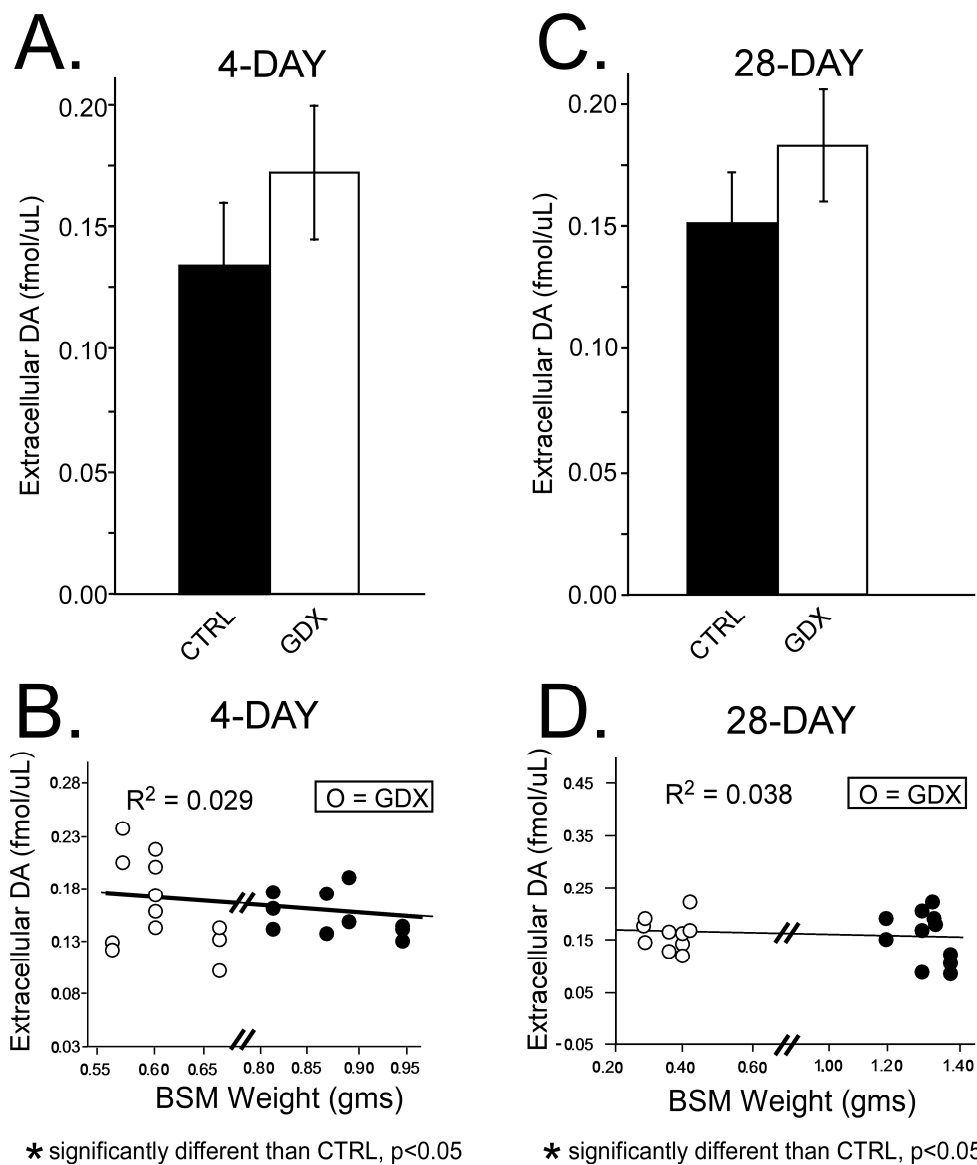 A.
4-DAY
Extracellular DA (fmol/uL)
0.20
0.15
0.10
0.05
0.00
CTRL
GDX
C.
28-DAY
Extracellular DA (fmol/uL)
0.20
0.15
0.10
0.05
0.00
CTRL
GDX
B.
4-DAY
Extracellular DA (fmol/uL)
R² = 0.029
O = GDX
0.28
0.23
0.18
0.13
0.08
0.03
0.55 0.60 0.65 0.80 0.85 0.90 0.95
BSM Weight (gms)
D.
28-DAY
Extracellular DA (fmol/uL)
R² = 0.038
O = GDX
0.45
0.35
0.25
0.15
0.05
-0.05
0.20 0.40 0.60 1.00 1.20 1.40
BSM Weight (gms)
* significantly different than CTRL, p<0.05
* significantly different than CTRL, p<0.05